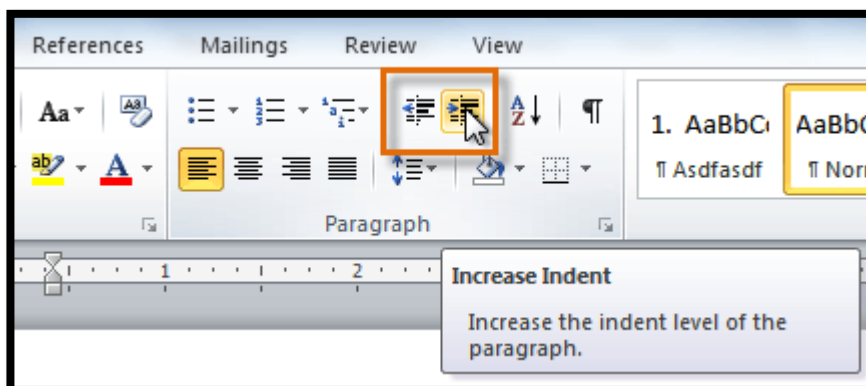 References Mailings Review View
Aa A
1. AaBbC AaBbC
ab A ¶ Asdfasdf ¶ Nor
Paragraph
1 2
Increase Indent
Increase the indent level of the
paragraph.